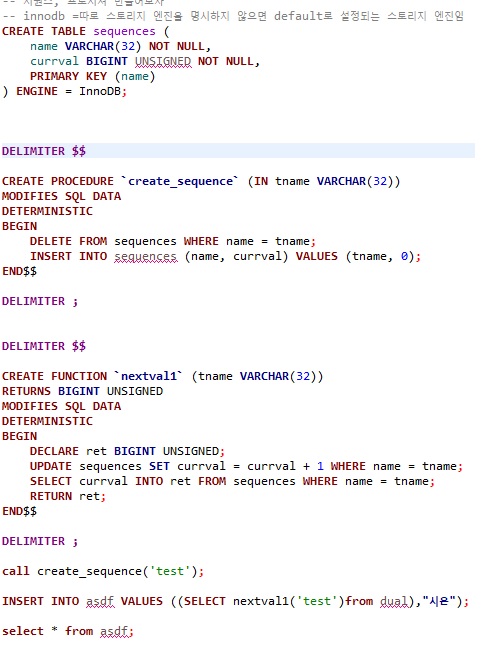 -- innodb =따로 스토리지 엔진을 명시하지 않으면 default로 설정되는 스토리지 엔진임
CREATE TABLE sequences (
name VARCHAR(32) NOT NULL,
currval BIGINT UNSIGNED NOT NULL,
PRIMARY KEY (name)
) ENGINE = InnoDB;
DELIMITER $$
CREATE PROCEDURE `create_sequence` (IN tname VARCHAR(32))
MODIFIES SQL DATA
DETERMINISTIC
BEGIN
DELETE FROM sequences WHERE name = tname;
INSERT INTO sequences (name, currval) VALUES (tname, 0);
END$$
DELIMITER ;
DELIMITER $$
CREATE FUNCTION `nextval1` (tname VARCHAR(32))
RETURNS BIGINT UNSIGNED
MODIFIES SQL DATA
DETERMINISTIC
BEGIN
DECLARE ret BIGINT UNSIGNED;
UPDATE sequences SET currval = currval + 1 WHERE name = tname;
SELECT currval INTO ret FROM sequences WHERE name = tname;
RETURN ret;
END$$
DELIMITER ;
call create_sequence('test');
INSERT INTO asdf VALUES ((SELECT nextval1('test')from dual),"시은");
select * from asdf;